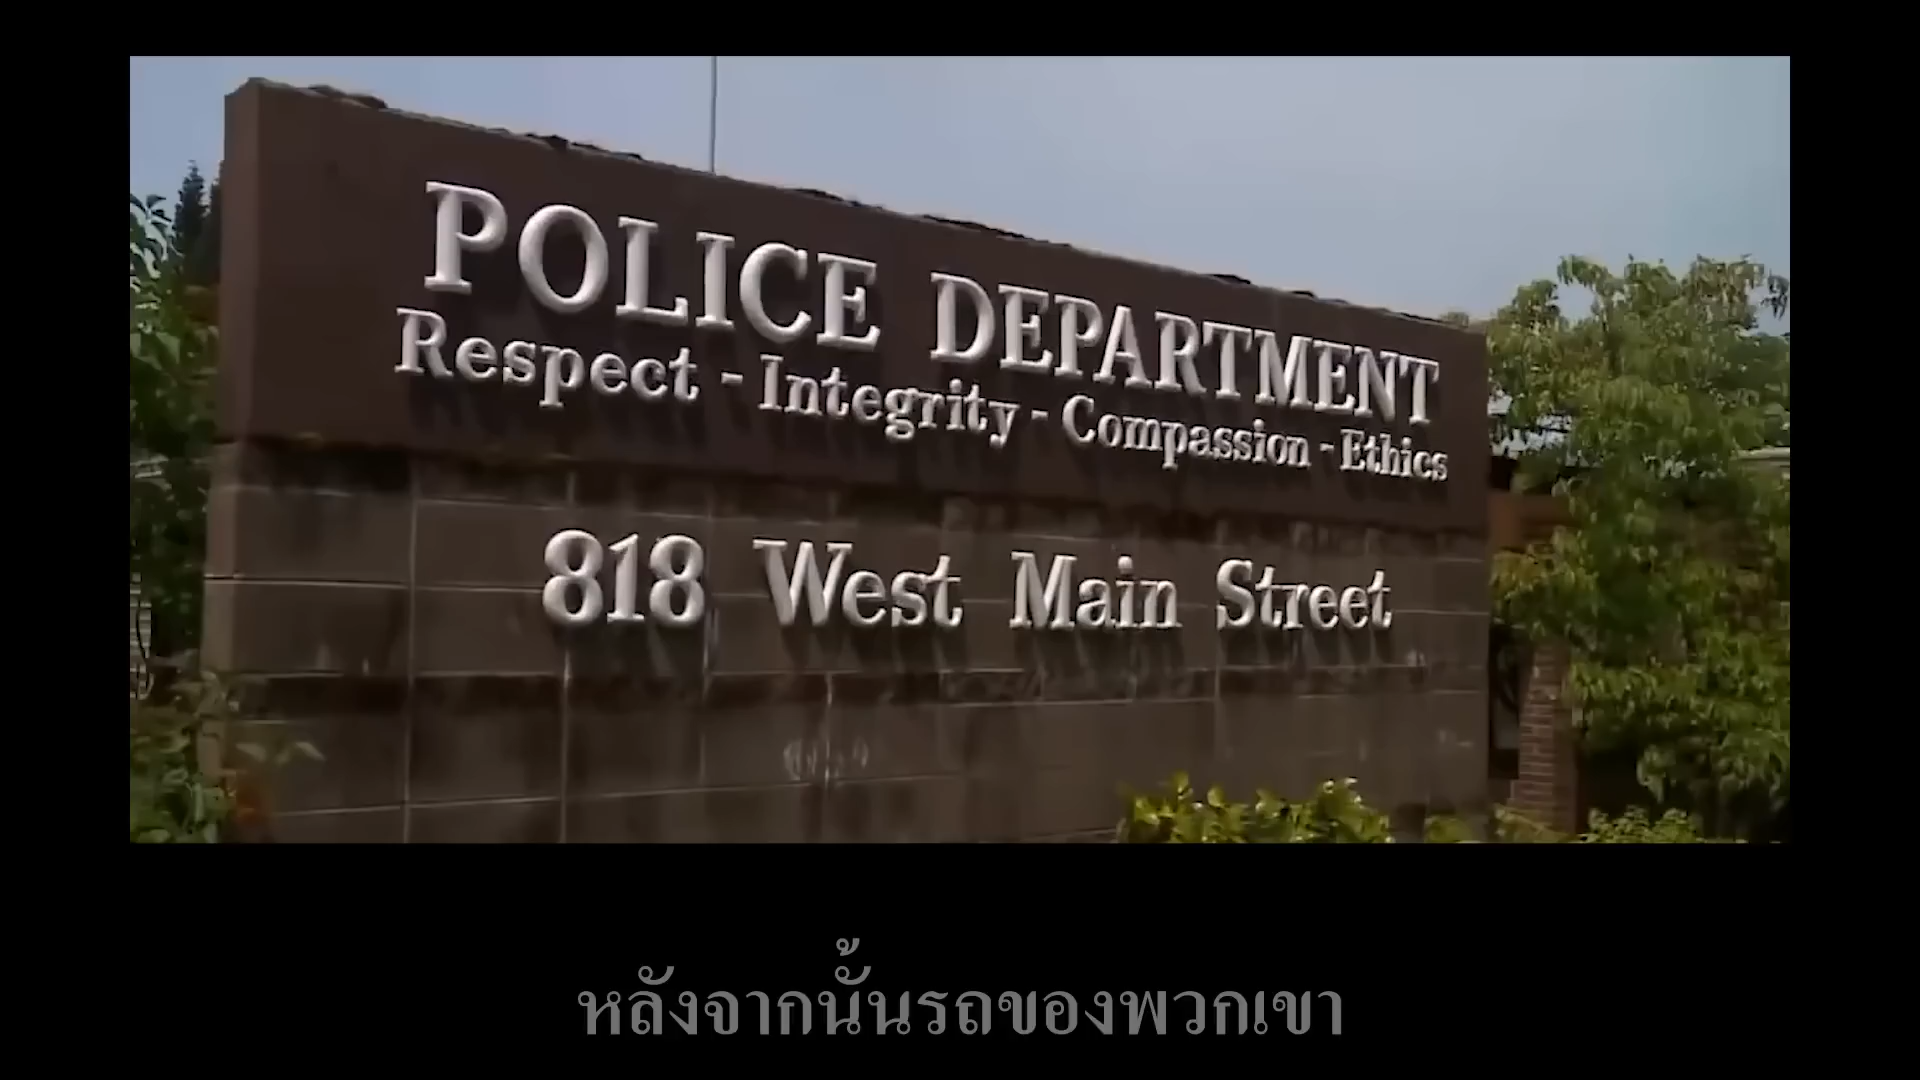 POLICE DEPARTMENT
Respect - Integrity - Compassion - Ethics
818 West Main Street
หลังจากนั้นรถของพวกเขา